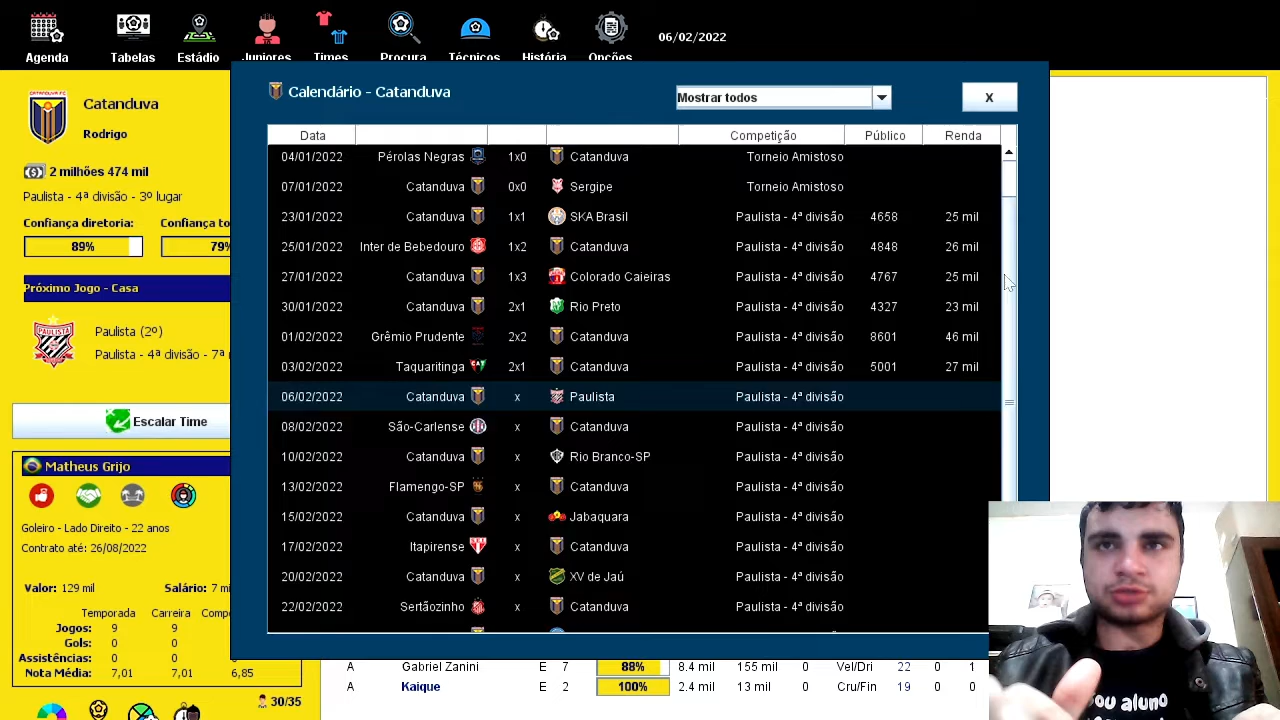 Agenda Tabelas Estádio Juniores Times Procura Técnicos História Opções 06/02/2022
CATANDUVA FC
Catanduva
Rodrigo
2 milhões 474 mil
Paulista - 4ª divisão - 3º lugar
Confiança diretoria: Confiança to
89% 79%
Próximo Jogo - Casa
PAULISTA
Paulista (2º)
Paulista - 4ª divisão - 7ª
Escalar Time
Matheus Grijo
Goleiro - Lado Direito - 22 anos
Contrato até: 26/08/2022
Valor: 129 mil Salário: 7 mi
Temporada Carreira Comp
Jogos: 9 9
Gols: 0 0
Assistências: 0 0
Nota Média: 7,01 7,01 6,85
30/35
Calendário - Catanduva Mostrar todos X
Data Competição Público Renda
04/01/2022 Pérolas Negras 1x0 Catanduva Torneio Amistoso
07/01/2022 Catanduva 0x0 Sergipe Torneio Amistoso
23/01/2022 Catanduva 1x1 SKA Brasil Paulista - 4ª divisão 4658 25 mil
25/01/2022 Inter de Bebedouro 1x2 Catanduva Paulista - 4ª divisão 4848 26 mil
27/01/2022 Catanduva 1x3 Colorado Caieiras Paulista - 4ª divisão 4767 25 mil
30/01/2022 Catanduva 2x1 Rio Preto Paulista - 4ª divisão 4327 23 mil
01/02/2022 Grêmio Prudente 2x2 Catanduva Paulista - 4ª divisão 8601 46 mil
03/02/2022 Taquaritinga 2x1 Catanduva Paulista - 4ª divisão 5001 27 mil
06/02/2022 Catanduva x Paulista Paulista - 4ª divisão
08/02/2022 São-Carlense x Catanduva Paulista - 4ª divisão
10/02/2022 Catanduva x Rio Branco-SP Paulista - 4ª divisão
13/02/2022 Flamengo-SP x Catanduva Paulista - 4ª divisão
15/02/2022 Catanduva x Jabaquara Paulista - 4ª divisão
17/02/2022 Itapirense x Catanduva Paulista - 4ª divisão
20/02/2022 Catanduva x XV de Jaú Paulista - 4ª divisão
22/02/2022 Sertãozinho x Catanduva Paulista - 4ª divisão
A Gabriel Zanini E 7 88% 8.4 mil 155 mil 0 Vel/Dri 22 0 1
A Kaique E 2 100% 2.4 mil 13 mil 0 Cru/Fin 19 0 0
sou aluno